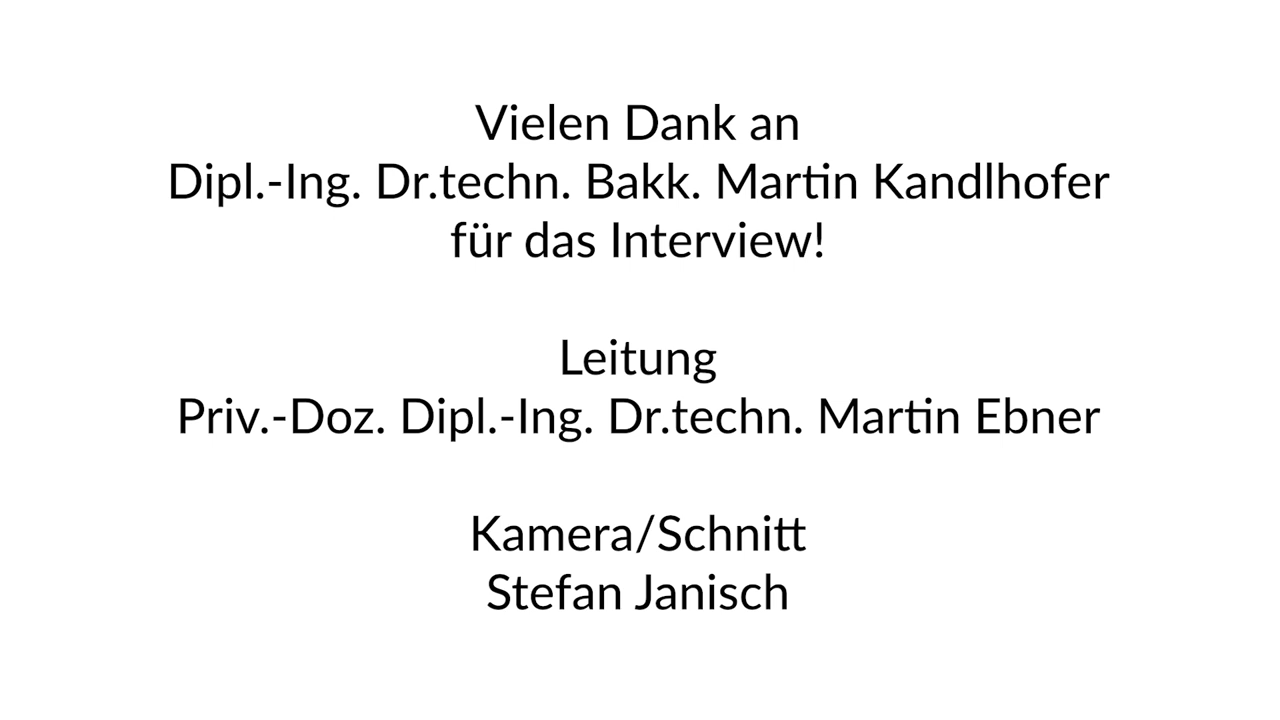 Vielen Dank an
Dipl.-Ing. Dr.techn. Bakk. Martin Kandlhofer
für das Interview!
Leitung
Priv.-Doz. Dipl.-Ing. Dr.techn. Martin Ebner
Kamera/Schnitt
Stefan Janisch